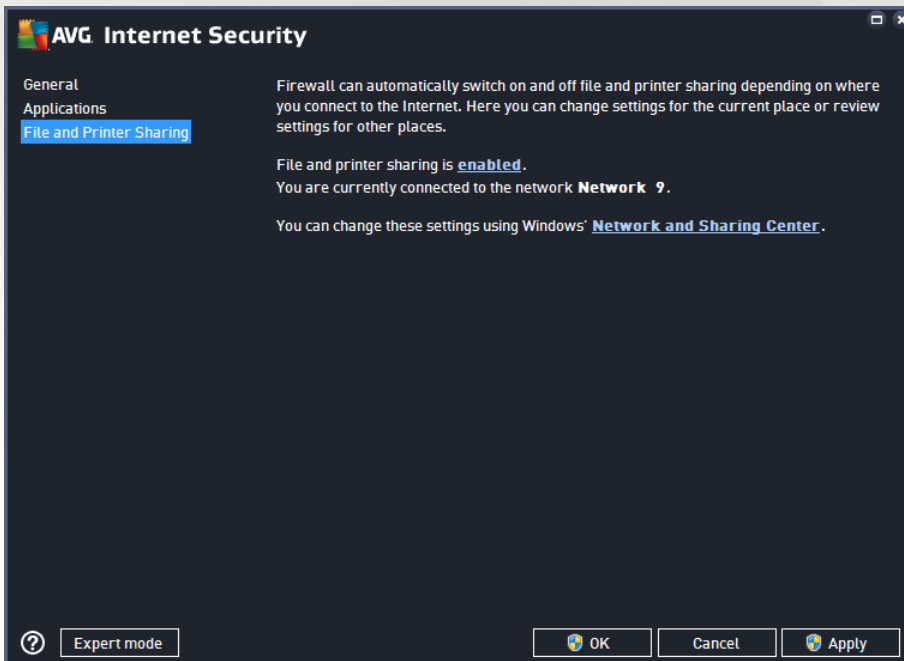 AVG Internet Security
General
Applications
File and Printer Sharing
Firewall can automatically switch on and off file and printer sharing depending on where
you connect to the Internet. Here you can change settings for the current place or review
settings for other places.
File and printer sharing is enabled.
You are currently connected to the network Network 9.
You can change these settings using Windows' Network and Sharing Center.
? Expert mode
OK
Cancel
Apply